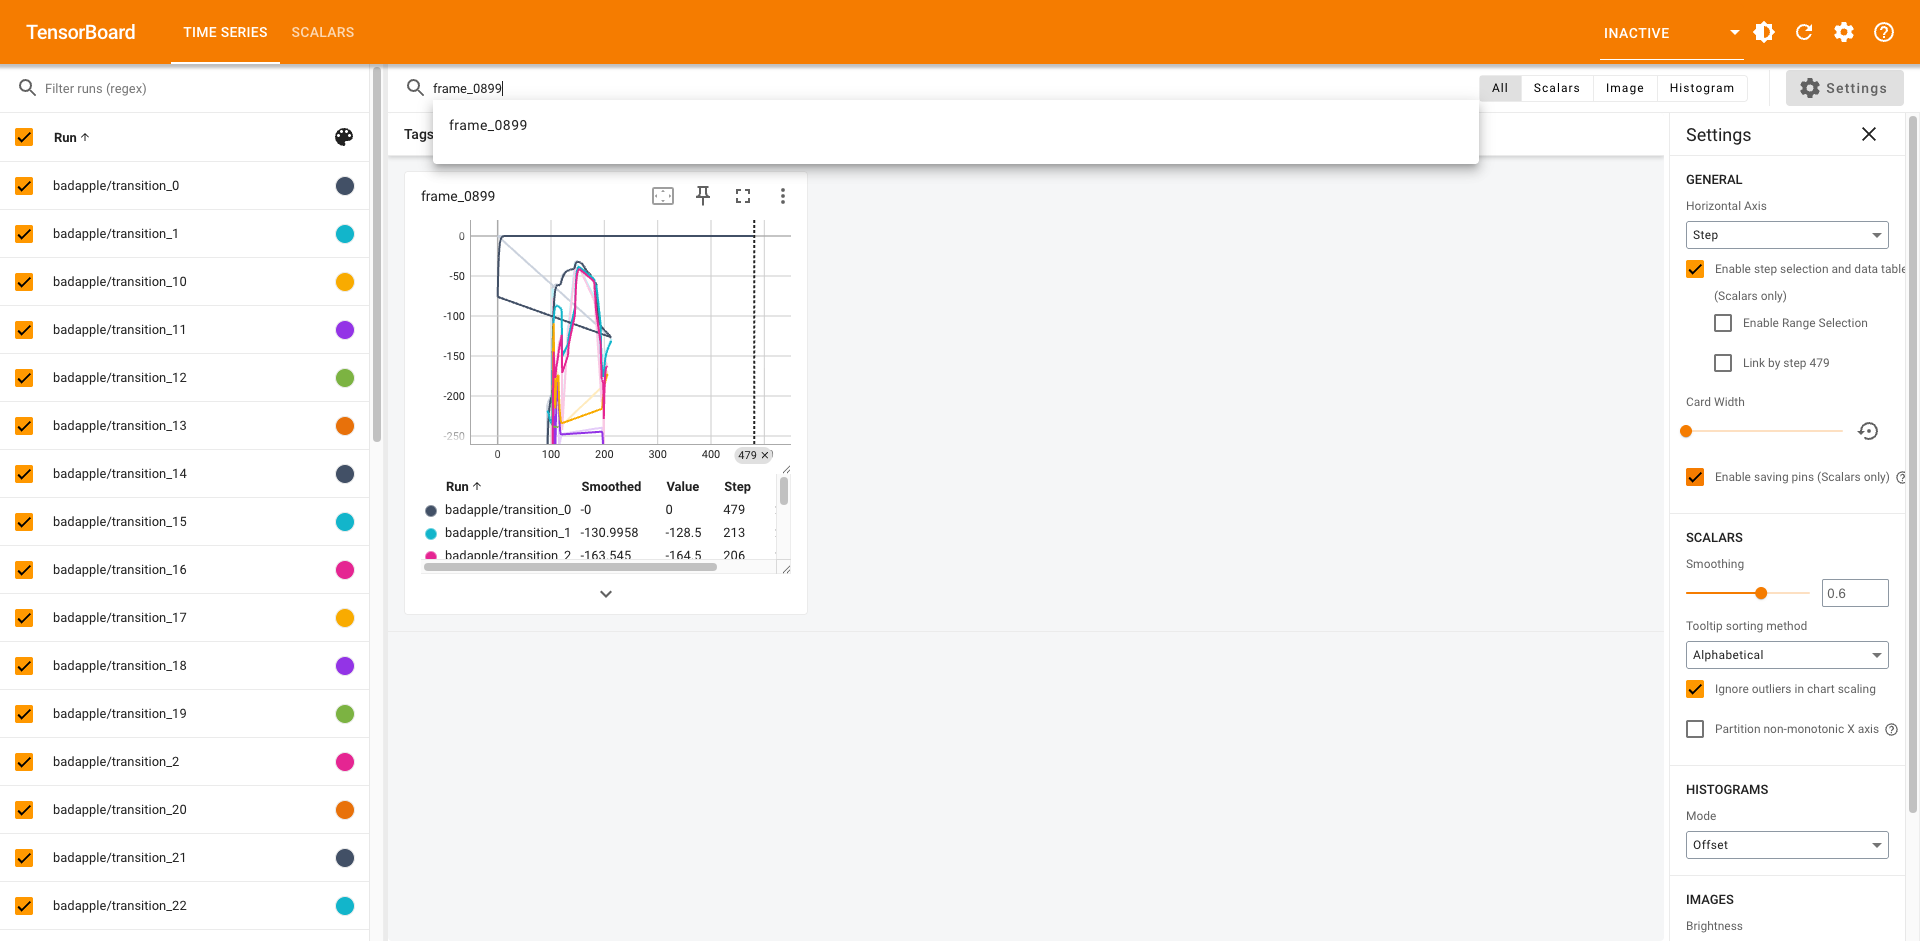 TensorBoard
TIME SERIES
SCALARS
INACTIVE
Filter runs (regex)
Run
badapple/transition_0
badapple/transition_1
badapple/transition_10
badapple/transition_11
badapple/transition_12
badapple/transition_13
badapple/transition_14
badapple/transition_15
badapple/transition_16
badapple/transition_17
badapple/transition_18
badapple/transition_19
badapple/transition_2
badapple/transition_20
badapple/transition_21
badapple/transition_22
frame_0899
All Scalars Image Histogram
Settings
frame_0899
Tags
frame_0899
0
-50
-100
-150
-200
-250
0 100 200 300 400 479
Run Smoothed Value Step
badapple/transition_0 -0 0 479
badapple/transition_1 -130.9958 -128.5 213
badapple/transition_2 -163.545 -164.5 206
Settings
GENERAL
Horizontal Axis
Step
Enable step selection and data table
(Scalars only)
Enable Range Selection
Link by step 479
Card Width
Enable saving pins (Scalars only)
SCALARS
Smoothing
0.6
Tooltip sorting method
Alphabetical
Ignore outliers in chart scaling
Partition non-monotonic X axis
HISTOGRAMS
Mode
Offset
IMAGES
Brightness